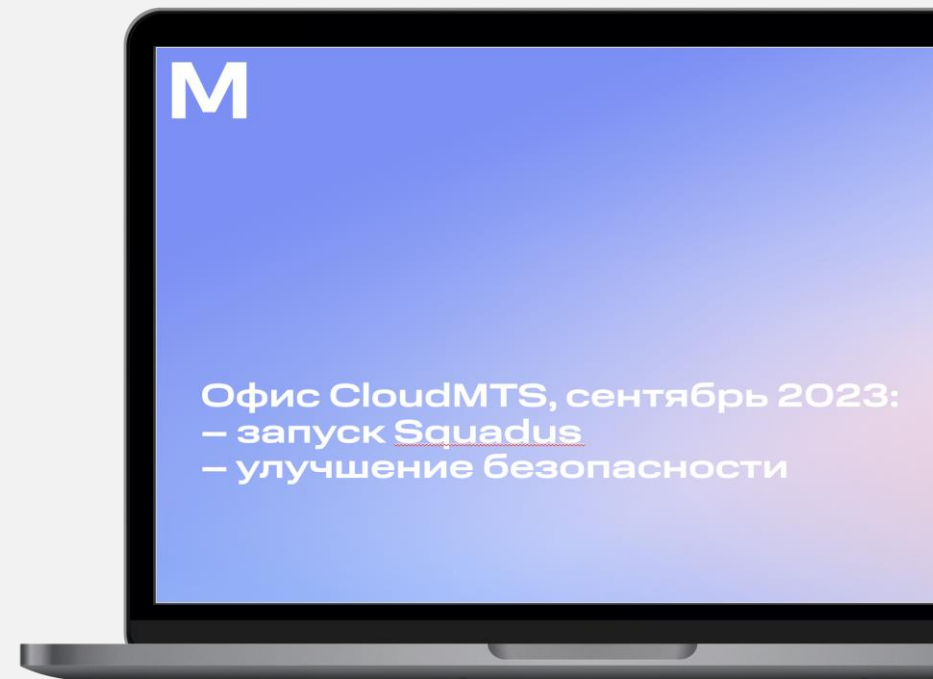 М
Офис CloudMTS, сентябрь 2023:
– запуск Squadus
– улучшение безопасности